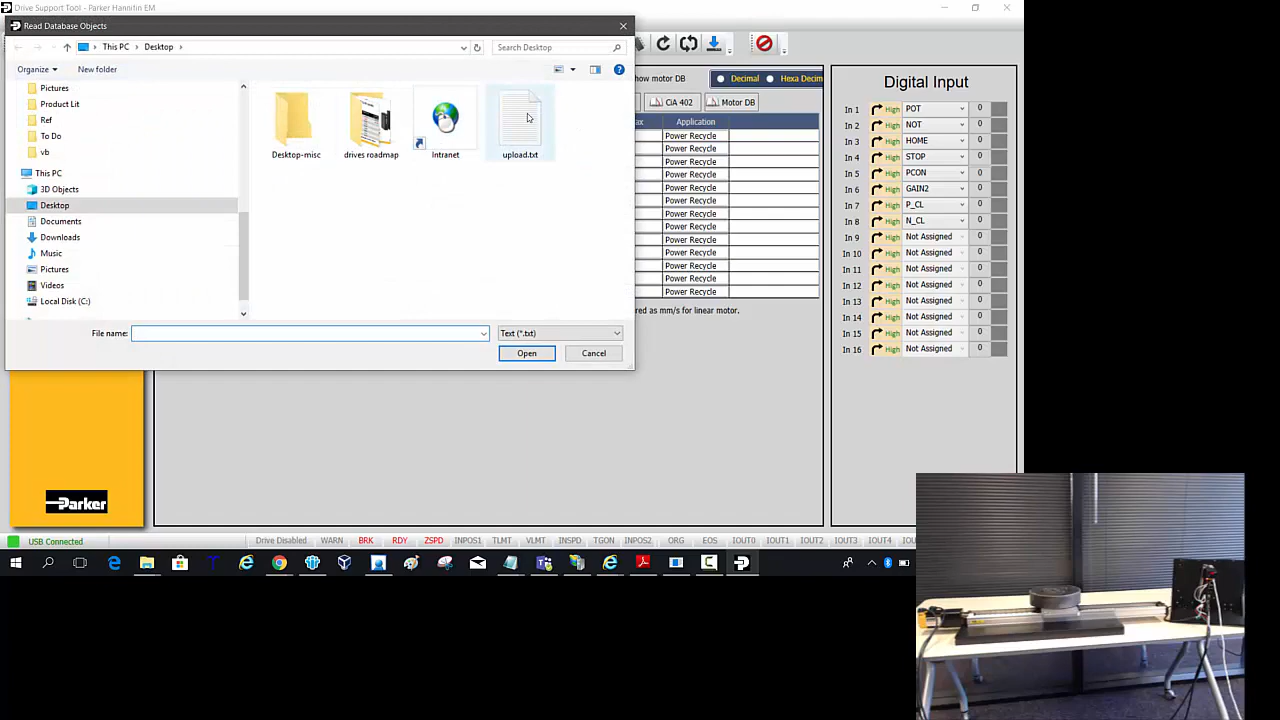 Drive Support Tool - Parker Hannifin EM
Read Database Objects
This PC > Desktop >
Search Desktop
Organize
New folder
Pictures
Product Lit
Ref
To Do
vb
This PC
3D Objects
Desktop
Documents
Downloads
Music
Pictures
Videos
Local Disk (C:)
Desktop-misc
drives roadmap
Intranet
upload.txt
File name:
Text (*.txt)
Open
Cancel
how motor DB
Decimal
Hexa Decim
CiA 402
Motor DB
ax
Application
Power Recycle
Power Recycle
Power Recycle
Power Recycle
Power Recycle
Power Recycle
Power Recycle
Power Recycle
Power Recycle
Power Recycle
Power Recycle
Power Recycle
Power Recycle
red as mm/s for linear motor.
Digital Input
In 1 High POT 0
In 2 High NOT 0
In 3 High HOME 0
In 4 High STOP 0
In 5 High PCON 0
In 6 High GAIN2 0
In 7 High P_CL 0
In 8 High N_CL 0
In 9 High Not Assigned 0
In 10 High Not Assigned 0
In 11 High Not Assigned 0
In 12 High Not Assigned 0
In 13 High Not Assigned 0
In 14 High Not Assigned 0
In 15 High Not Assigned 0
In 16 High Not Assigned 0
Parker
USB Connected
Drive Disabled WARN BRK RDY ZSPD INPOS1 TLMT VLMT INSPD TGON INPOS2 ORG EOS IOUT0 IOUT1 IOUT2 IOUT3 IOUT4 IOU